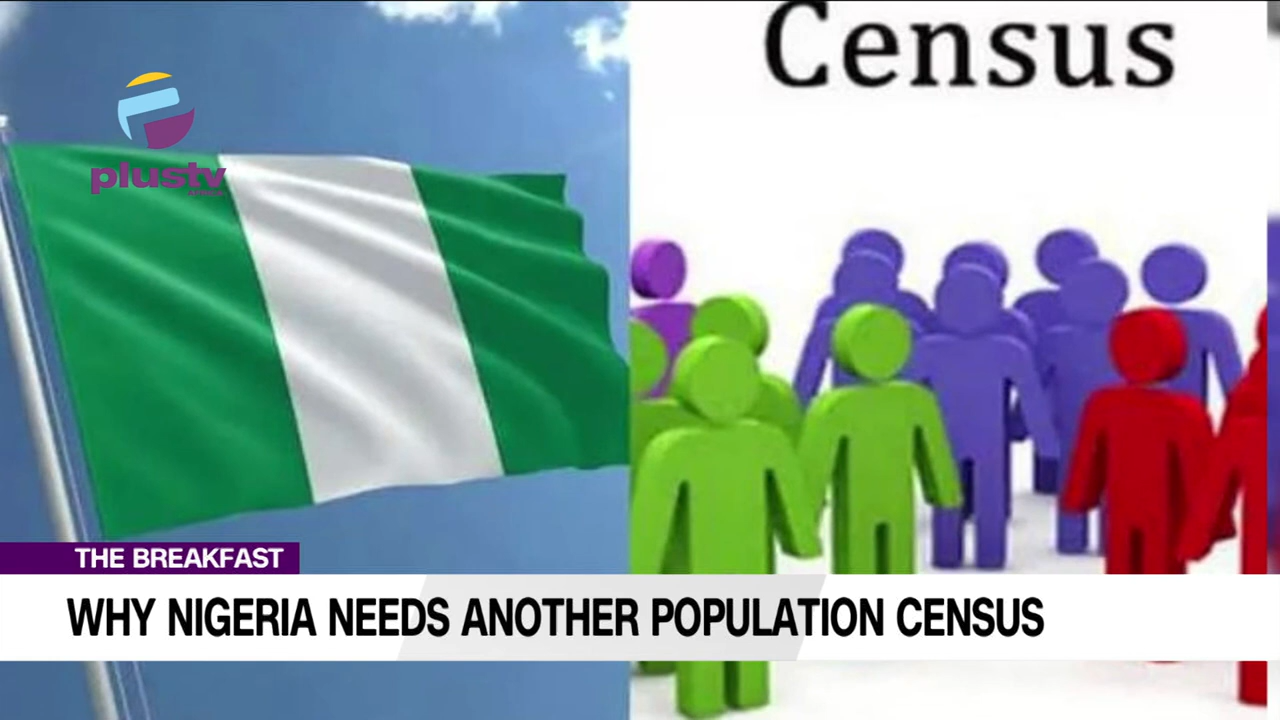 Census
plustv
THE BREAKFAST
WHY NIGERIA NEEDS ANOTHER POPULATION CENSUS